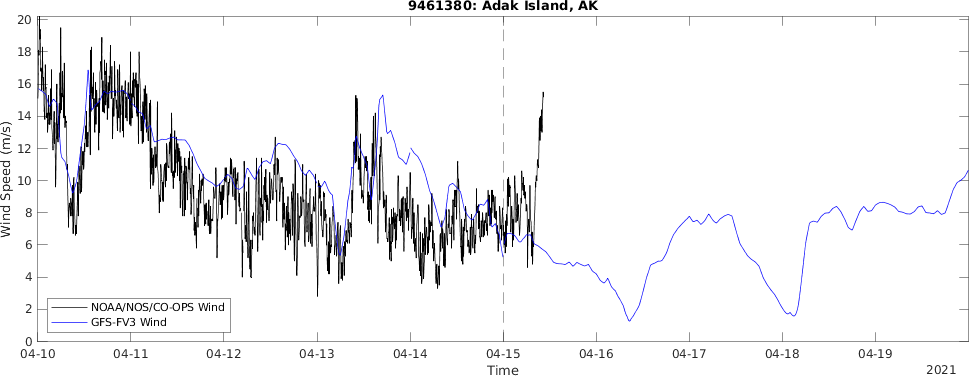 9461380: Adak Island, AK
Wind Speed (m/s)
20
18
16
14
12
10
8
6
4
2
0
NOAA/NOS/CO-OPS Wind
GFS-FV3 Wind
04-10 04-11 04-12 04-13 04-14 04-15 04-16 04-17 04-18 04-19
Time
2021